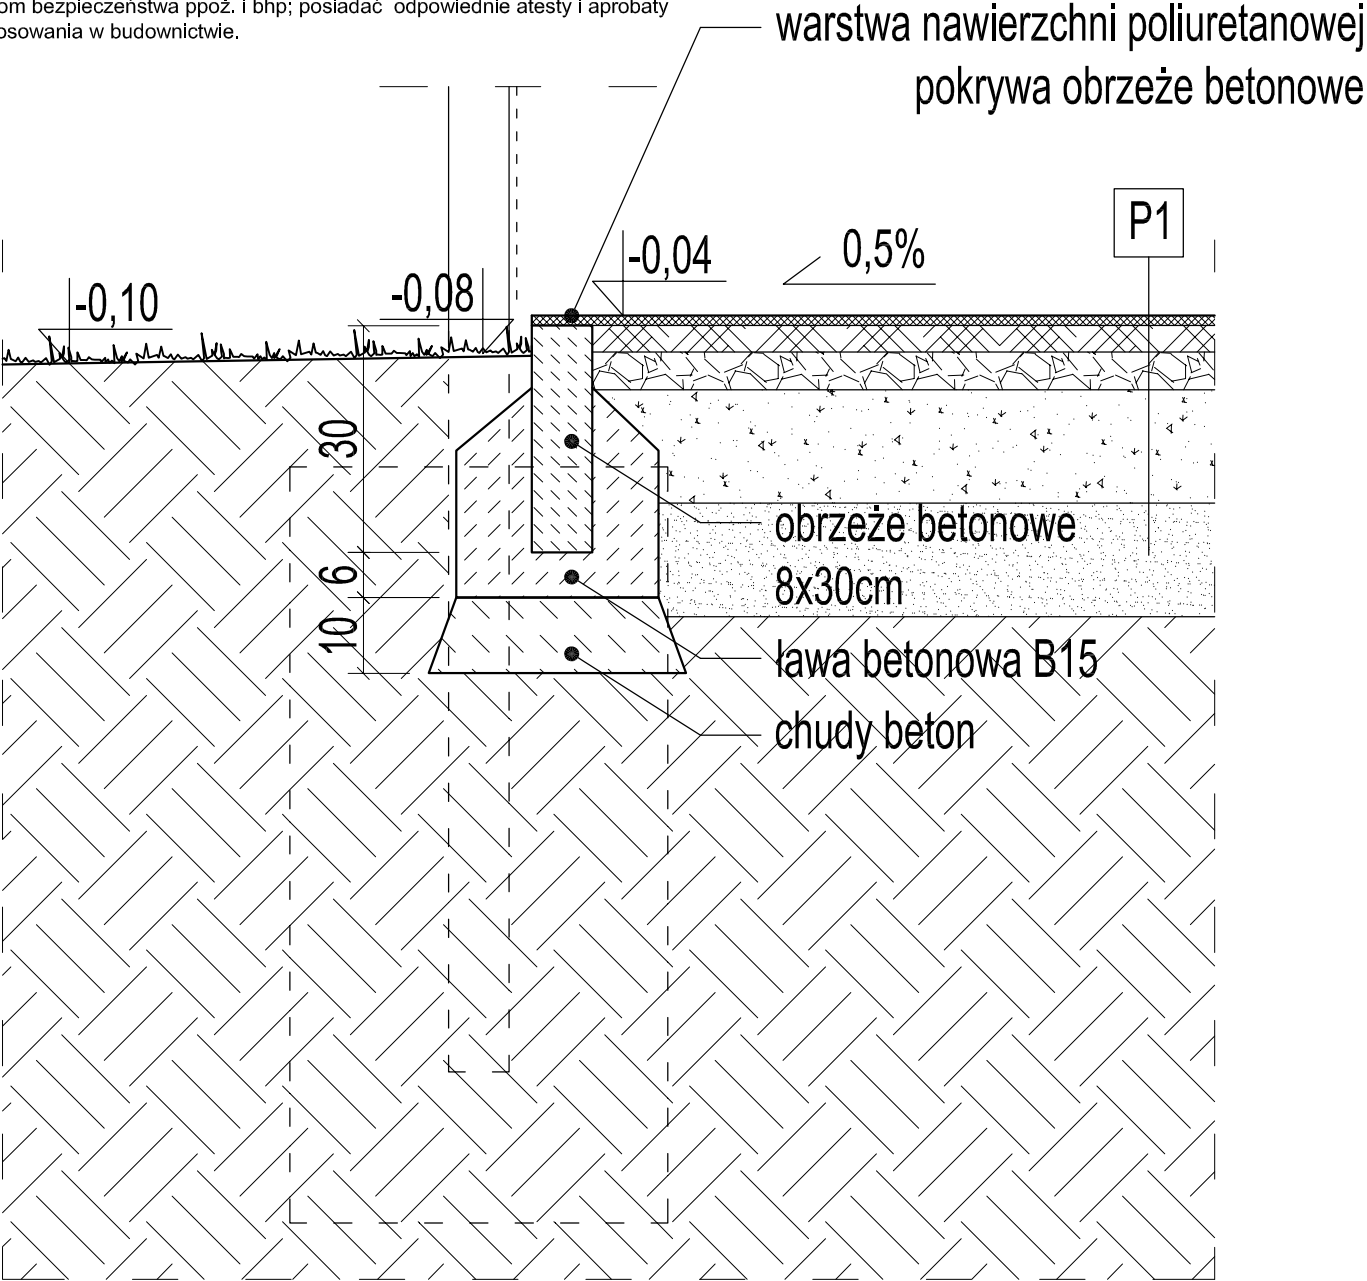 om bezpieczeństwa ppoż. i bhp; posiadać odpowiednie atesty i aprobaty
osowania w budownictwie.
warstwa nawierzchni poliuretanowej
pokrywa obrzeże betonowe
P1
0,5%
-0,04
-0,08
-0,10
30
6
10
obrzeże betonowe
8x30cm
ława betonowa B15
chudy beton